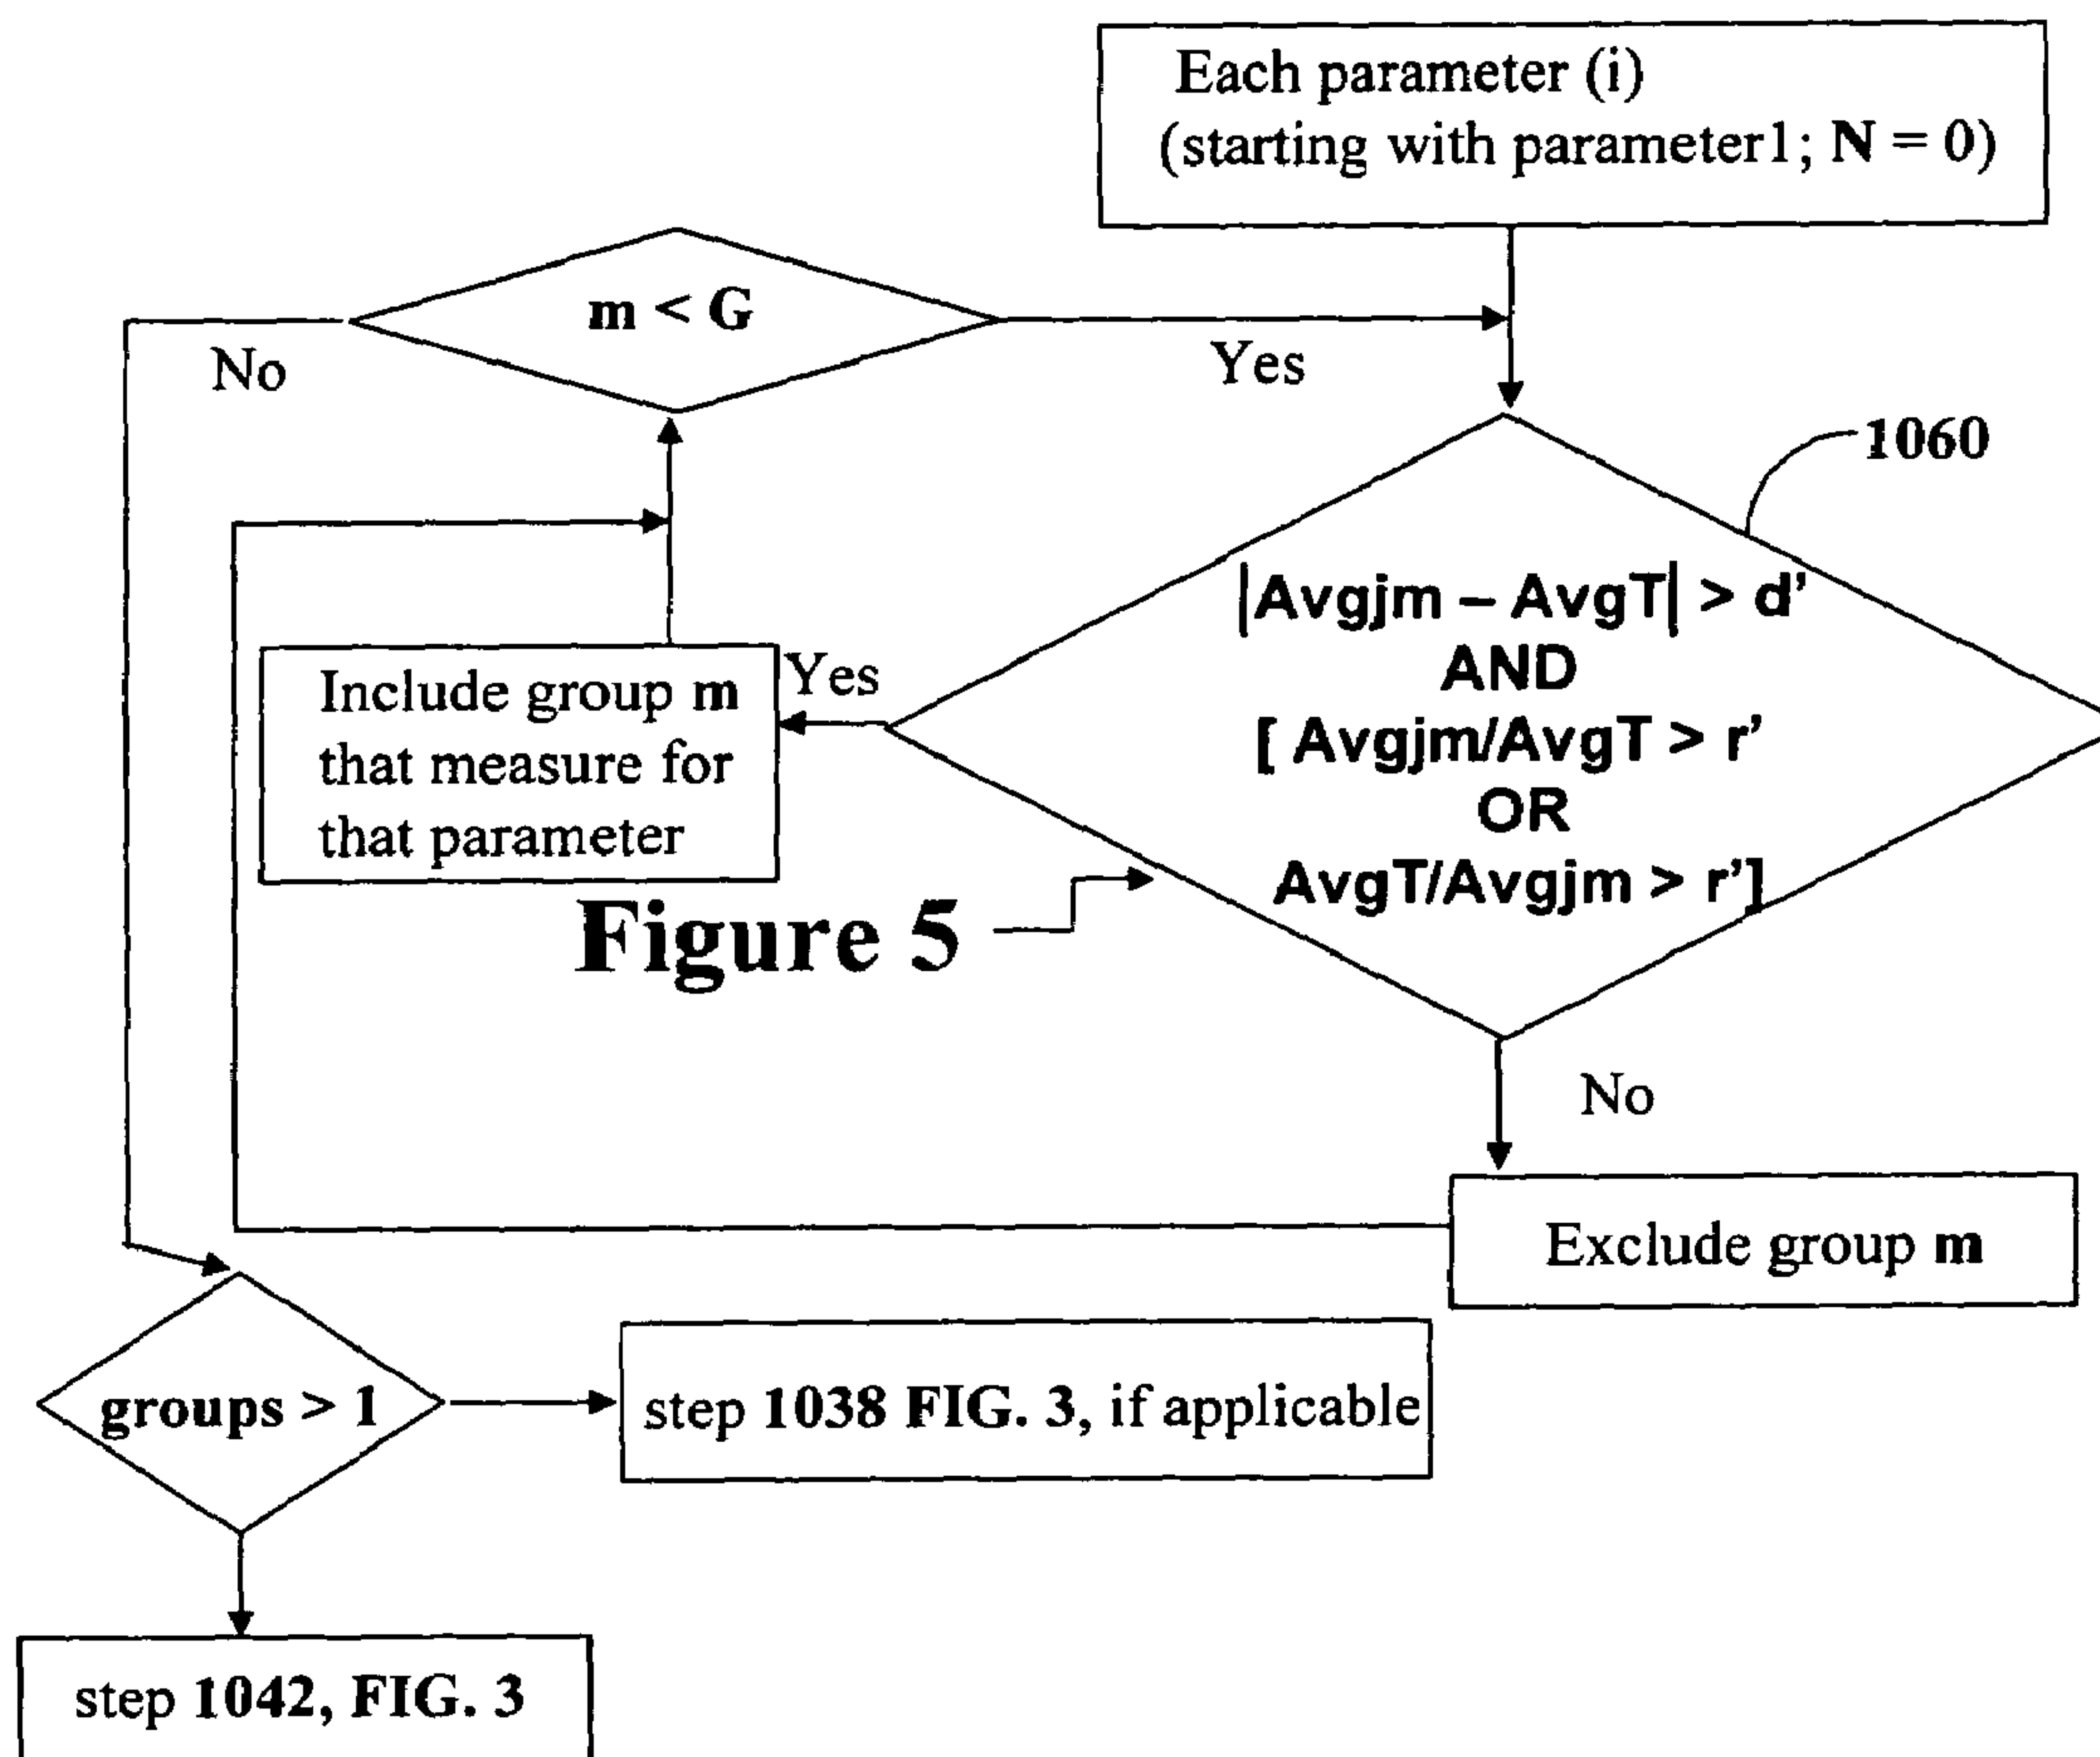 Each parameter (i)
(starting with parameter1; N = 0)
m < G
No
Yes
1060
|Avgjm – AvgT| > d’
AND
[ Avgjm/AvgT > r’
OR
AvgT/Avgjm > r’]
Yes
Include group m
that measure for
that parameter
Figure 5
No
Exclude group m
groups > 1
step 1038 FIG. 3, if applicable
step 1042, FIG. 3